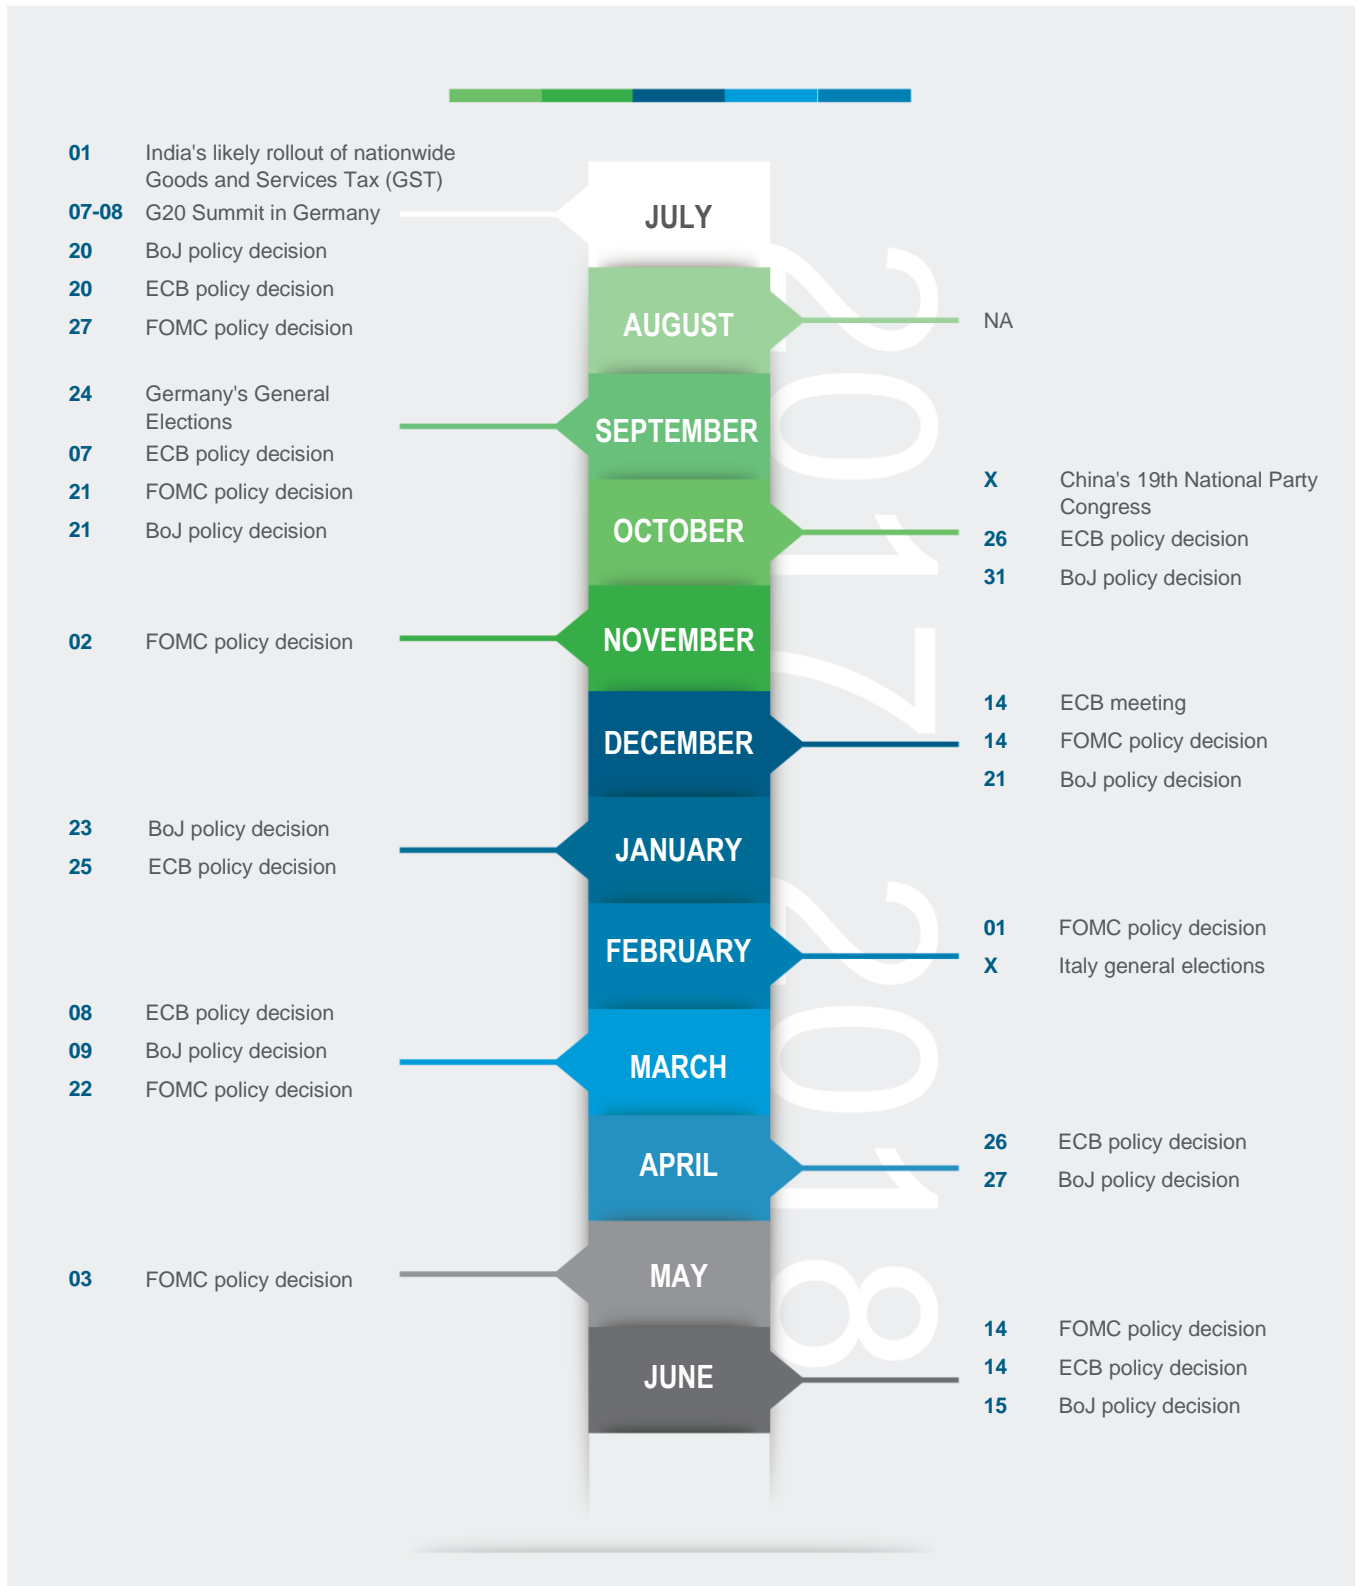 01 India's likely rollout of nationwide
Goods and Services Tax (GST)
07-08 G20 Summit in Germany
20 BoJ policy decision
20 ECB policy decision
27 FOMC policy decision
JULY
AUGUST
NA
24 Germany's General
Elections
07 ECB policy decision
21 FOMC policy decision
21 BoJ policy decision
SEPTEMBER
OCTOBER
X China's 19th National Party
Congress
26 ECB policy decision
31 BoJ policy decision
02 FOMC policy decision
NOVEMBER
DECEMBER
14 ECB meeting
14 FOMC policy decision
21 BoJ policy decision
2017
23 BoJ policy decision
25 ECB policy decision
JANUARY
FEBRUARY
01 FOMC policy decision
X Italy general elections
08 ECB policy decision
09 BoJ policy decision
22 FOMC policy decision
MARCH
APRIL
26 ECB policy decision
27 BoJ policy decision
03 FOMC policy decision
MAY
JUNE
14 FOMC policy decision
14 ECB policy decision
15 BoJ policy decision
2018